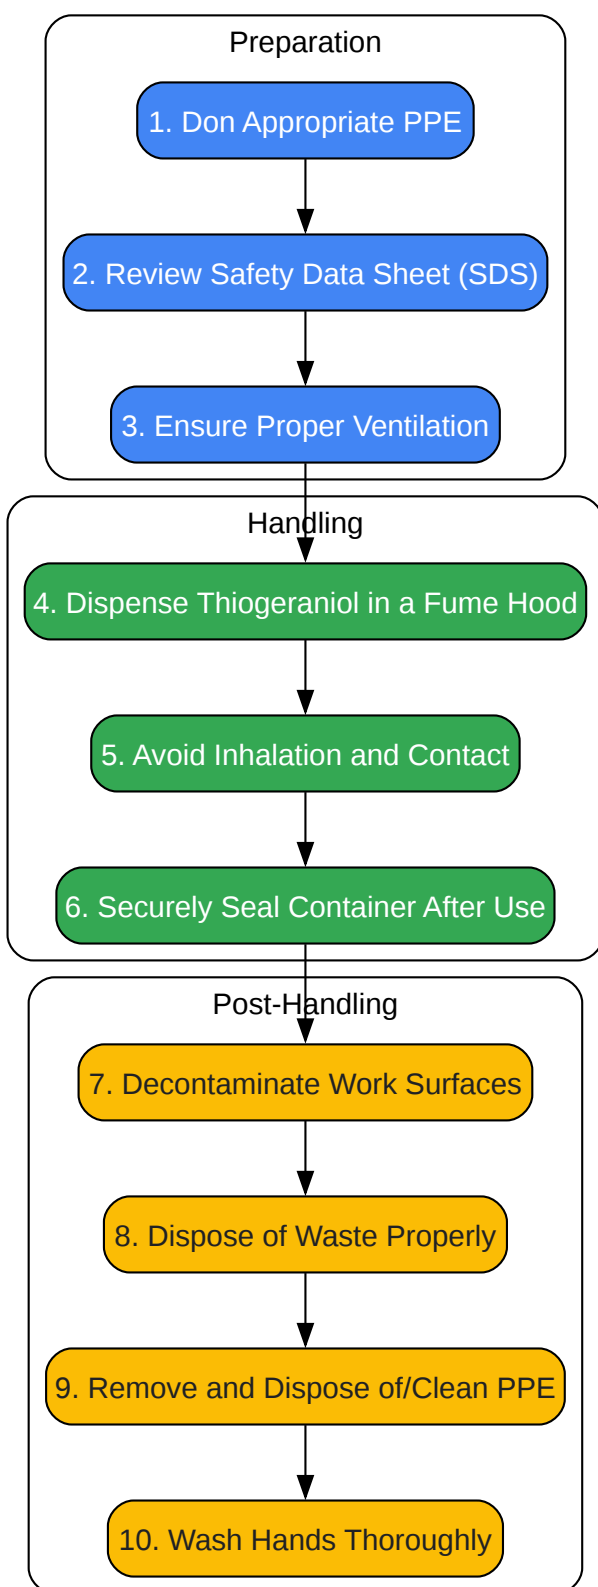 Preparation
1. Don Appropriate PPE
2. Review Safety Data Sheet (SDS)
3. Ensure Proper Ventilation
Handling
4. Dispense Thiogeraniol in a Fume Hood
5. Avoid Inhalation and Contact
6. Securely Seal Container After Use
Post-Handling
7. Decontaminate Work Surfaces
8. Dispose of Waste Properly
9. Remove and Dispose of/Clean PPE
10. Wash Hands Thoroughly